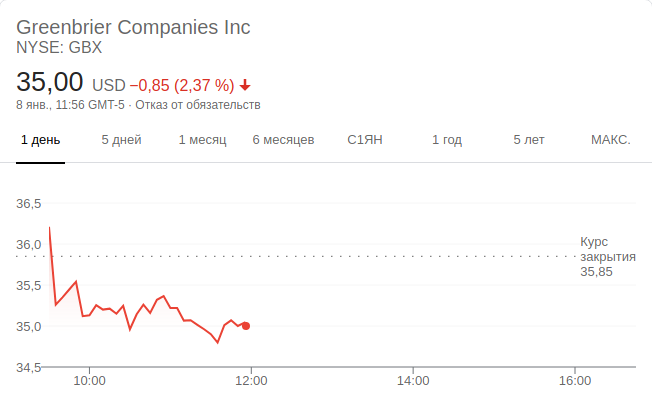 Greenbrier Companies Inc
NYSE: GBX
35,00 USD −0,85 (2,37 %)
8 янв., 11:56 GMT-5 · Отказ от обязательств
1 день 5 дней 1 месяц 6 месяцев С1ЯН 1 год 5 лет МАКС.
36,5
36,0
35,5
35,0
34,5
Курс
закрытия
35,85
10:00 12:00 14:00 16:00